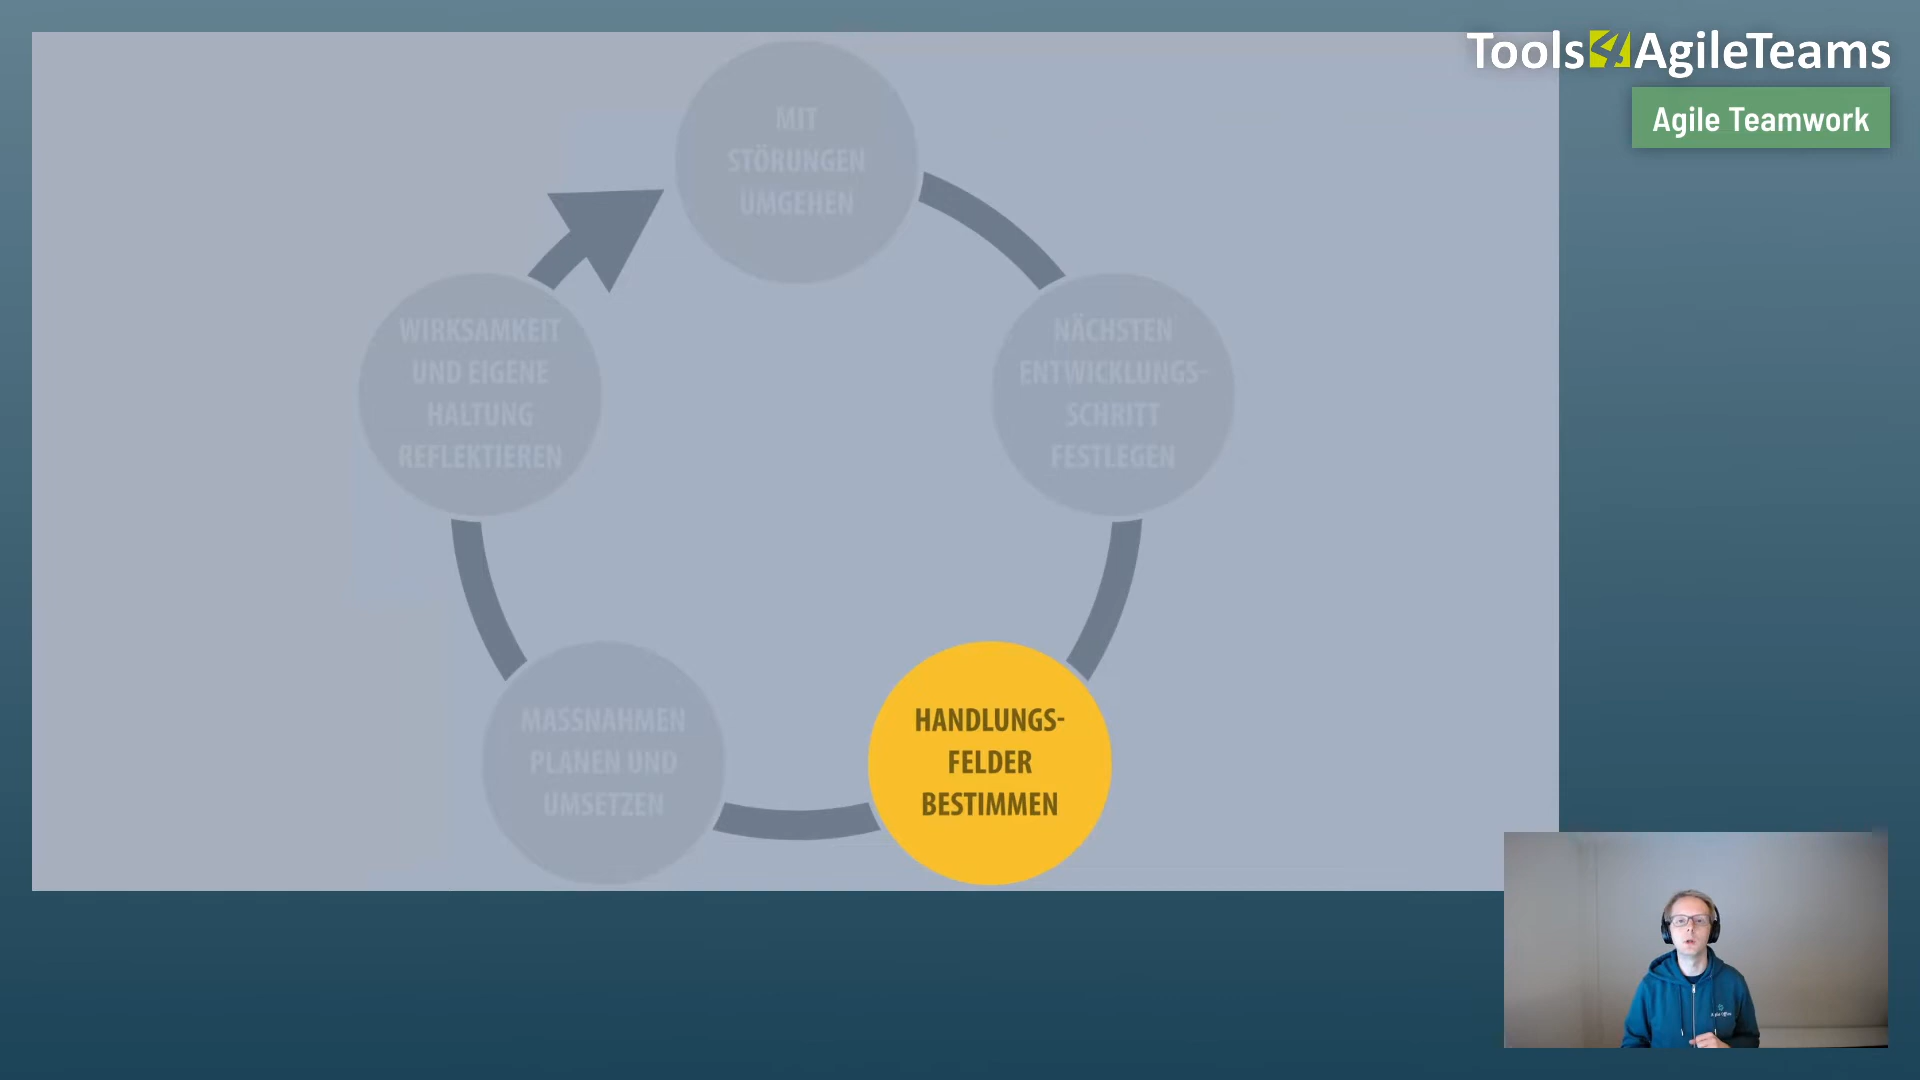 Tools4AgileTeams
Agile Teamwork
MIT
STÖRUNGEN
UMGEHEN
NÄCHSTEN
ENTWICKLUNGS-
SCHRITT
FESTLEGEN
HANDLUNGS-
FELDER
BESTIMMEN
MASSNAHMEN
PLANEN UND
UMSETZEN
WIRKSAMKEIT
UND EIGENE
HALTUNG
REFLEKTIEREN